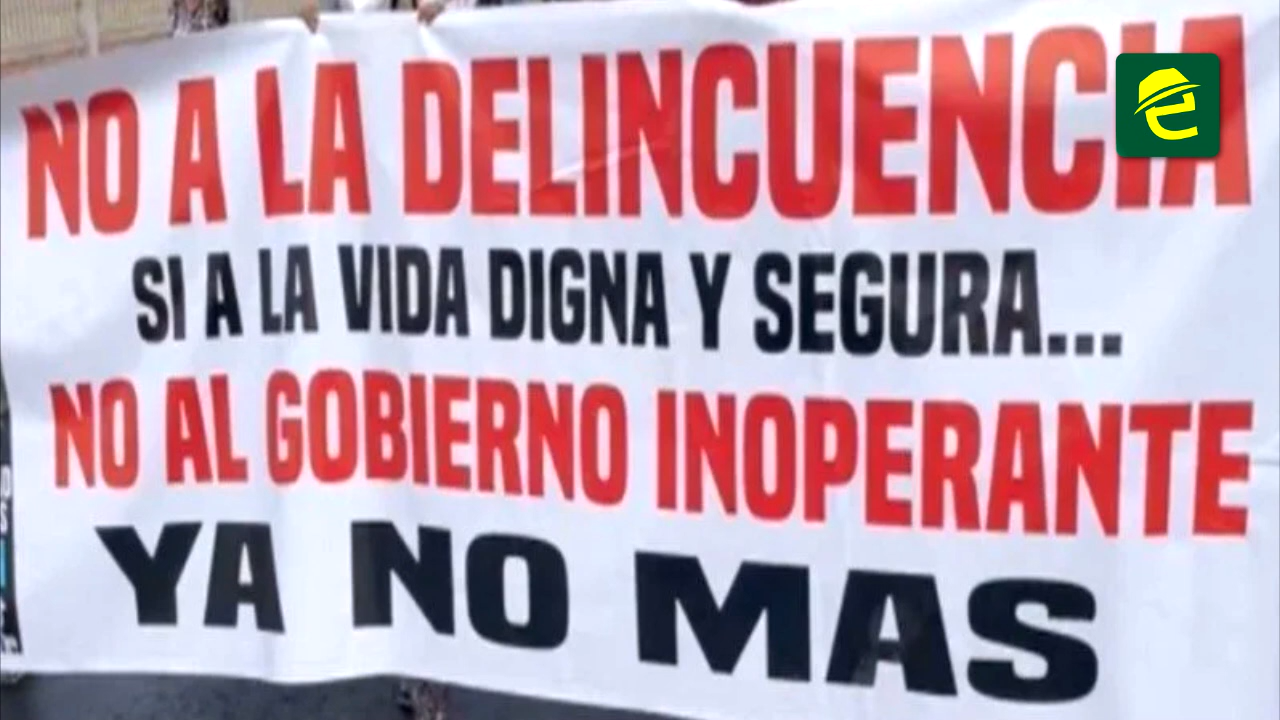 NO A LA DELINCUENCIA
SI A LA VIDA DIGNA Y SEGURA...
NO AL GOBIERNO INOPERANTE
YA NO MAS